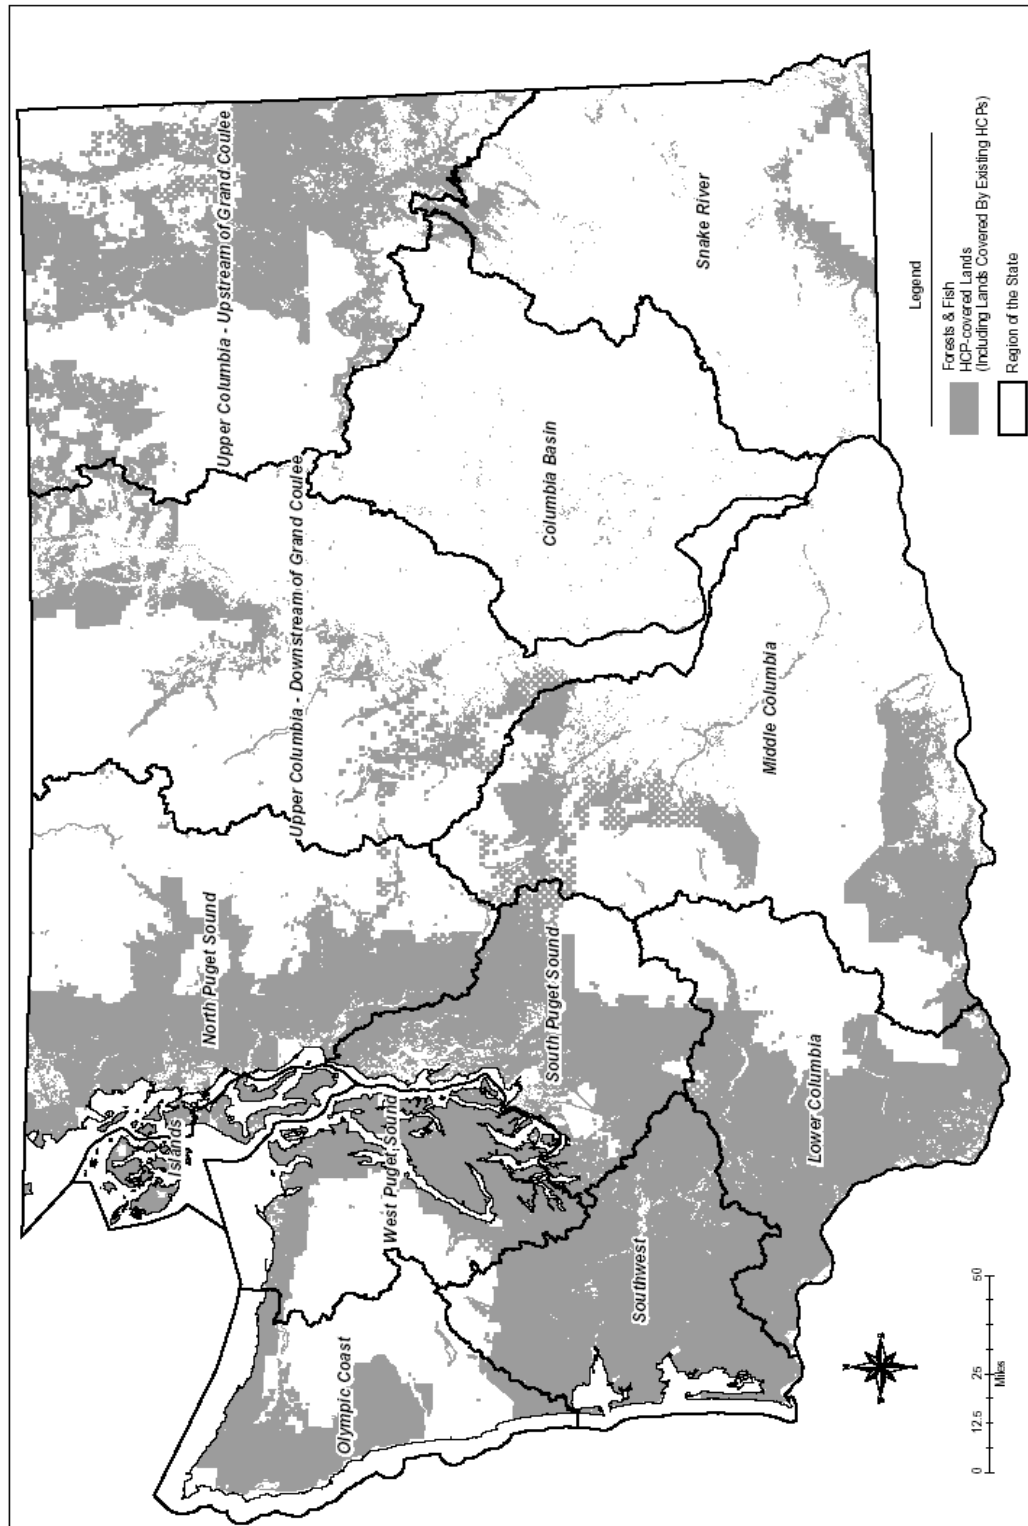 Upper Columbia - Upstream of Grand Coulee
Snake River
Upper Columbia - Downstream of Grand Coulee
Columbia Basin
Middle Columbia
North Puget Sound
South Puget Sound
Lower Columbia
Islands
West Puget Sound
Southwest
Olympic Coast
Legend
Forests & Fish
HCP-covered Lands
(Including Lands Covered By Existing HCPs)
Region of the State
0 12.5 25 50
Miles